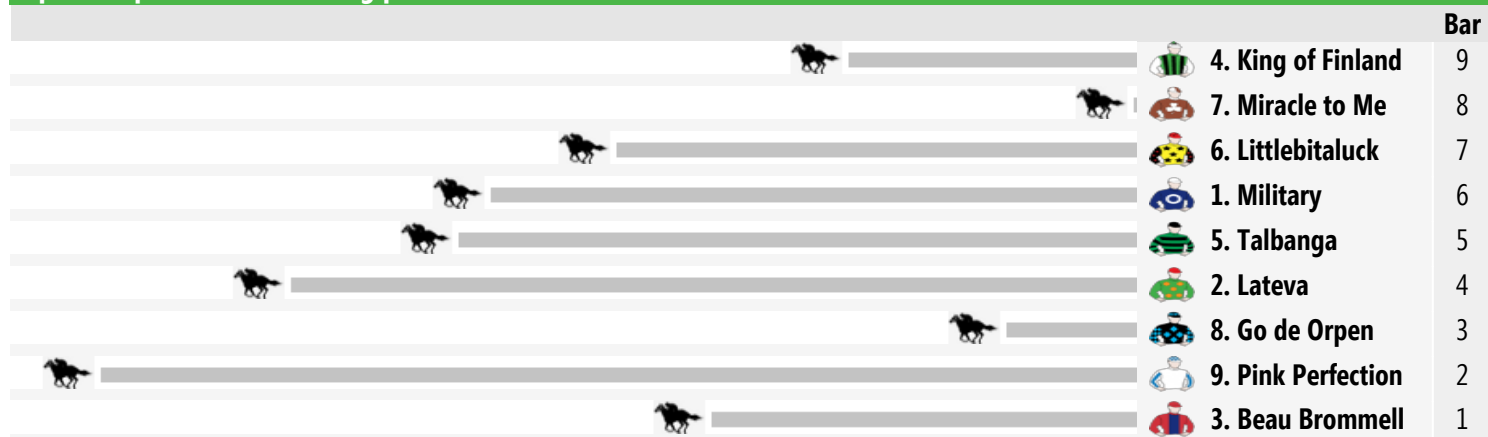 Bar
4. King of Finland 9
7. Miracle to Me 8
6. Littlebitaluck 7
1. Military 6
5. Talbanga 5
2. Lateva 4
8. Go de Orpen 3
9. Pink Perfection 2
3. Beau Brommell 1